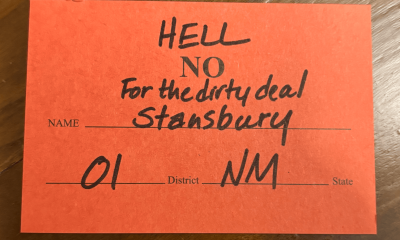 HELL
NO
For the dirty deal
NAME Stansbury
01 District NM State